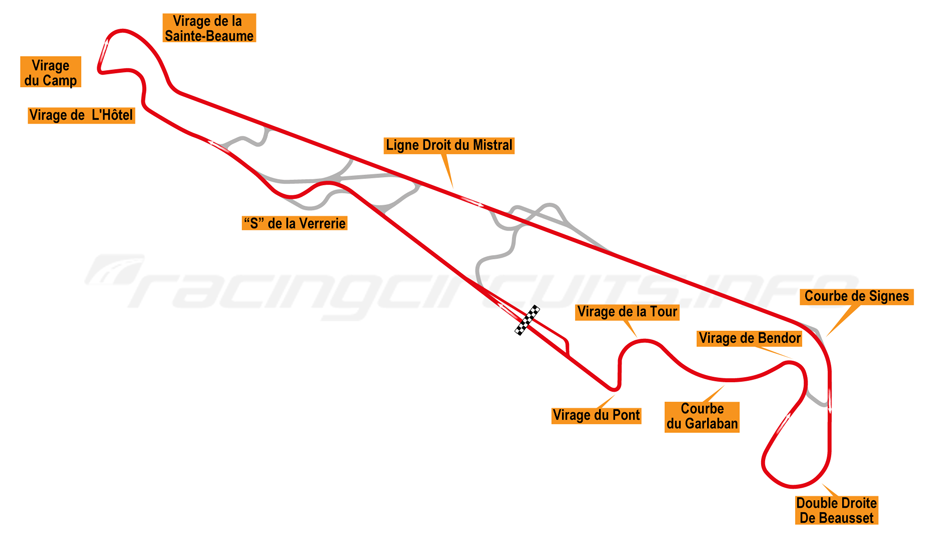 Virage de la
Sainte-Beaume
Virage
du Camp
Virage de L'Hôtel
Ligne Droit du Mistral
“S” de la Verrerie
racingcircuits.info
Courbe de Signes
Virage de la Tour
Virage de Bendor
Virage du Pont
Courbe
du Garlaban
Double Droite
De Beausset